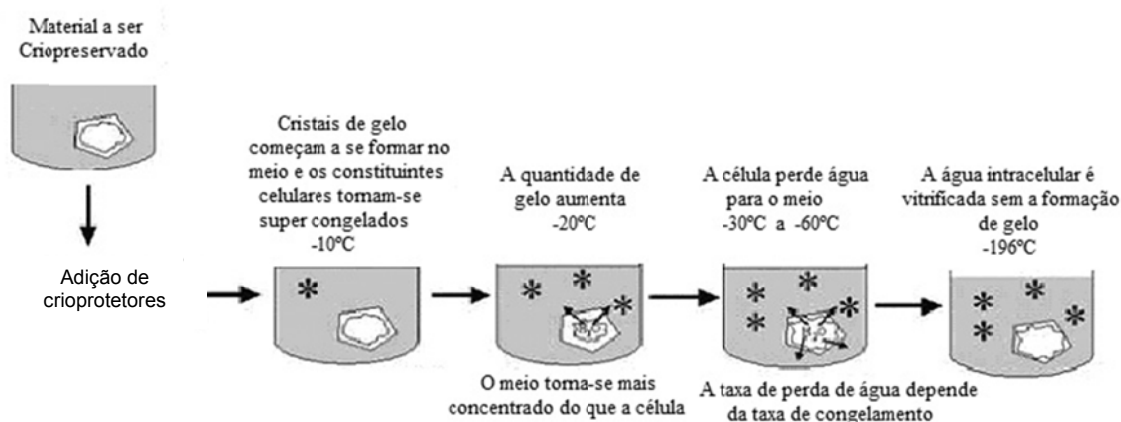 Material a ser
Criopreservado
Adição de
crioprotetores
Cristais de gelo
começam a se formar no
meio e os constituintes
celulares tornam-se
super congelados
-10ºC
A quantidade de
gelo aumenta
-20ºC
O meio torna-se mais
concentrado do que a célula
A célula perde água
para o meio
-30ºC a -60ºC
A taxa de perda de água depende
da taxa de congelamento
A água intracelular é
vitrificada sem a formação
de gelo
-196ºC